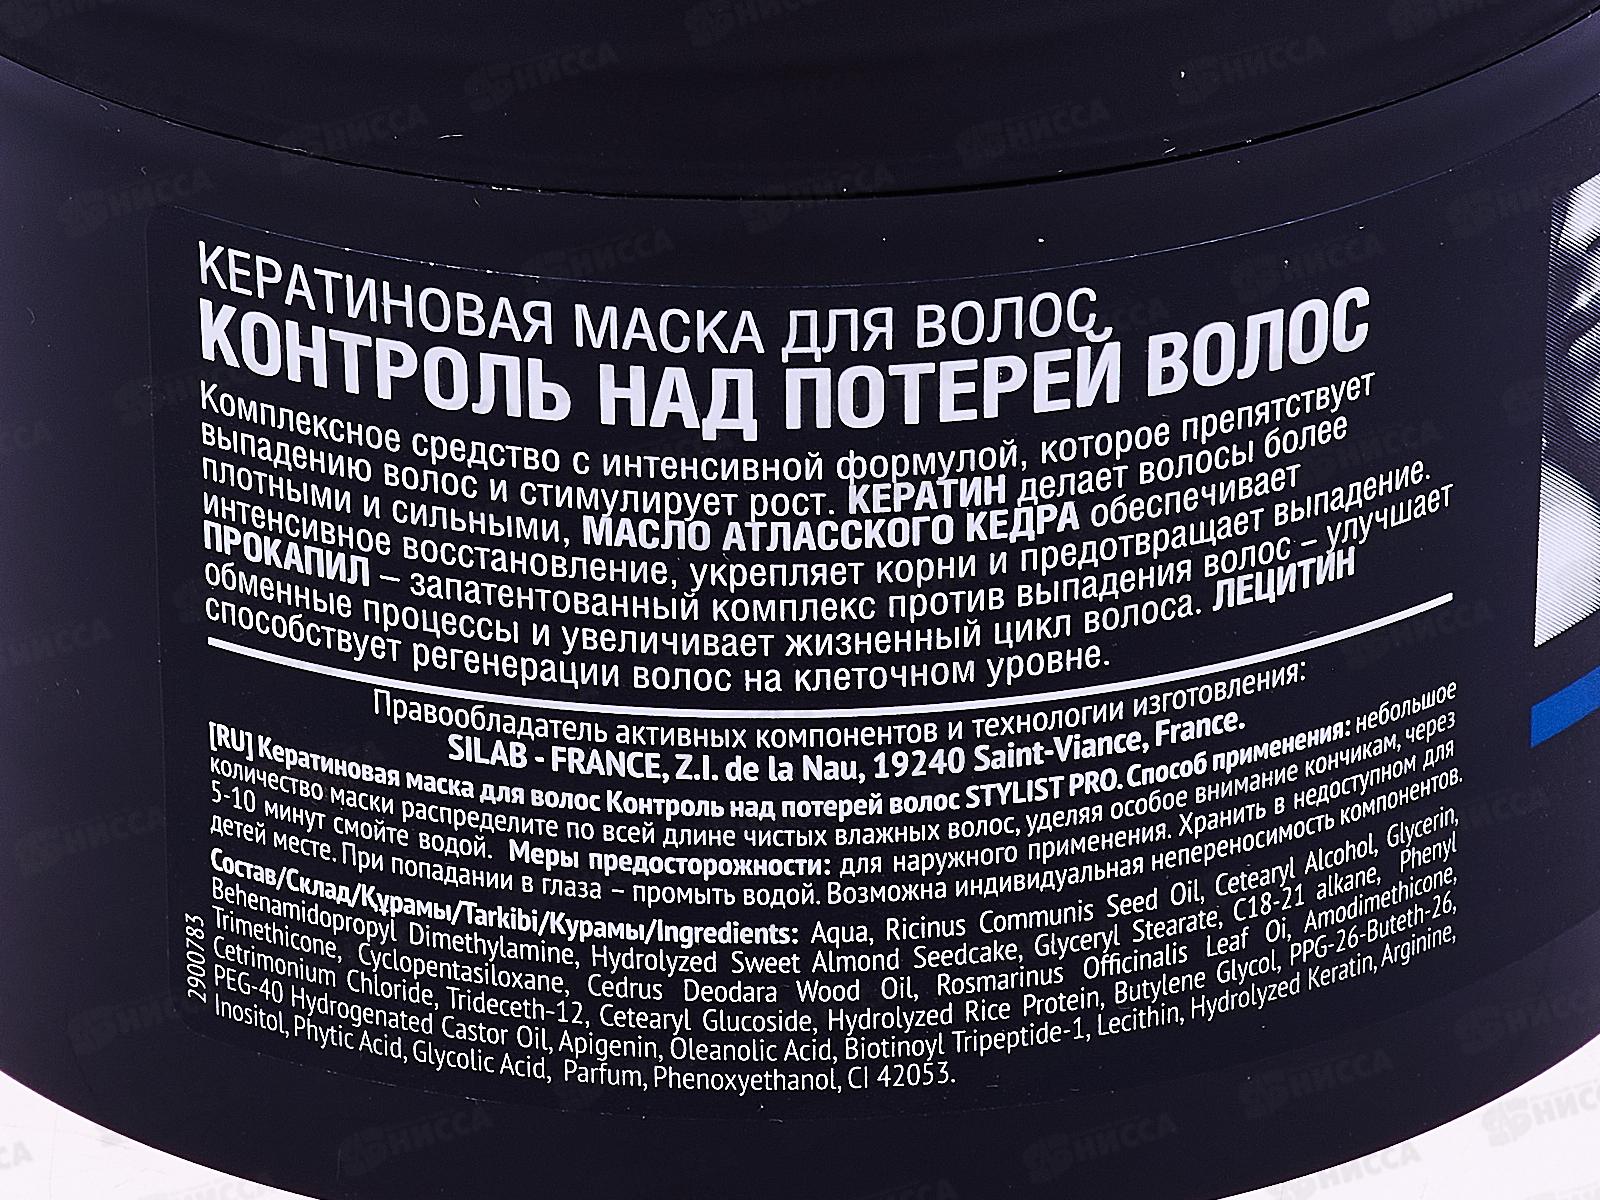 КЕРАТИНОВАЯ МАСКА ДЛЯ ВОЛОС
КОНТРОЛЬ НАД ПОТЕРЕЙ ВОЛОС
Комплексное средство с интенсивной формулой, которое препятствует
выпадению волос и стимулирует рост. КЕРАТИН делает волосы более
плотными и сильными, МАСЛО АТЛАССКОГО КЕДРА обеспечивает
интенсивное восстановление, укрепляет корни и предотвращает выпадение.
ПРОКАПИЛ – запатентованный комплекс против выпадения волос – улучшает
обменные процессы и увеличивает жизненный цикл волоса. ЛЕЦИТИН
способствует регенерации волос на клеточном уровне.
Правообладатель активных компонентов и технологии изготовления:
SILAB - FRANCE, Z.I. de la Nau, 19240 Saint-Viance, France.
[RU] Кератиновая маска для волос Контроль над потерей волос STYLIST PRO. Способ применения: небольшое
количество маски распределите по всей длине чистых влажных волос, уделяя особое внимание кончикам, через
5-10 минут смойте водой. Меры предосторожности: для наружного применения. Хранить в недоступном для
детей месте. При попадании в глаза – промыть водой. Возможна индивидуальная непереносимость компонентов.
Состав/Склад/Құрамы/Tarkibi/Курамы/Ingredients: Aqua, Ricinus Communis Seed Oil, Cetearyl Alcohol, Glycerin,
Behenamidopropyl Dimethylamine, Hydrolyzed Sweet Almond Seedcake, Glyceryl Stearate, C18-21 alkane, Phenyl
Trimethicone, Cyclopentasiloxane, Cedrus Deodara Wood Oil, Rosmarinus Officinalis Leaf Oi, Amodimethicone,
Cetrimonium Chloride, Trideceth-12, Cetearyl Glucoside, Hydrolyzed Rice Protein, Butylene Glycol, PPG-26-Buteth-26,
PEG-40 Hydrogenated Castor Oil, Apigenin, Oleanolic Acid, Biotinoyl Tripeptide-1, Lecithin, Hydrolyzed Keratin, Arginine,
Inositol, Phytic Acid, Glycolic Acid, Parfum, Phenoxyethanol, CI 42053.
2900783
НИССА